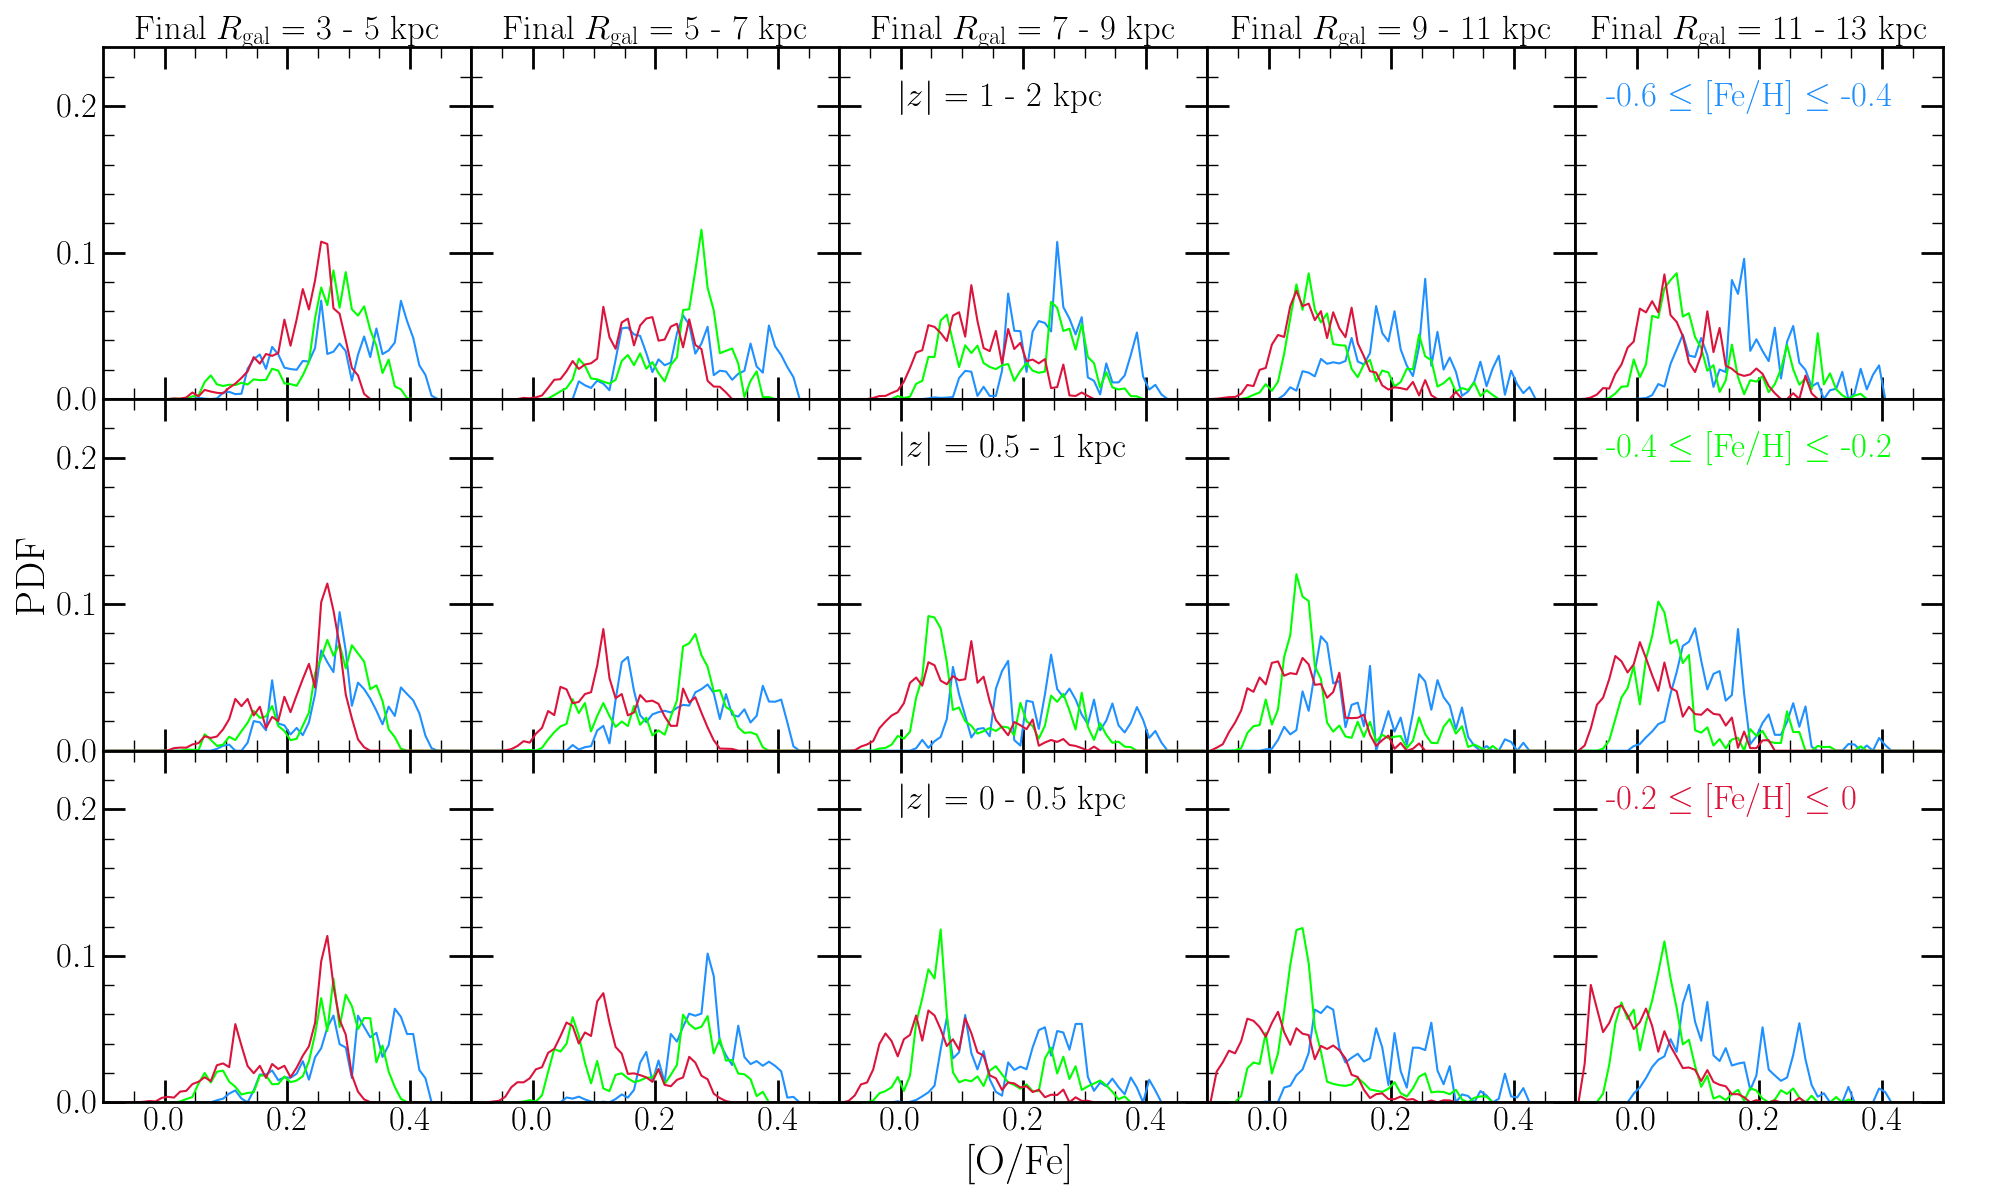 Final Rgal = 3 - 5 kpc
Final Rgal = 5 - 7 kpc
Final Rgal = 7 - 9 kpc
Final Rgal = 9 - 11 kpc
Final Rgal = 11 - 13 kpc
|z| = 1 - 2 kpc
-0.6 ≤ [Fe/H] ≤ -0.4
0.2
0.1
0.0
|z| = 0.5 - 1 kpc
-0.4 ≤ [Fe/H] ≤ -0.2
0.2
0.1
0.0
PDF
|z| = 0 - 0.5 kpc
-0.2 ≤ [Fe/H] ≤ 0
0.2
0.1
0.0
0.0 0.2 0.4
0.0 0.2 0.4
0.0 0.2 0.4
0.0 0.2 0.4
0.0 0.2 0.4
[O/Fe]